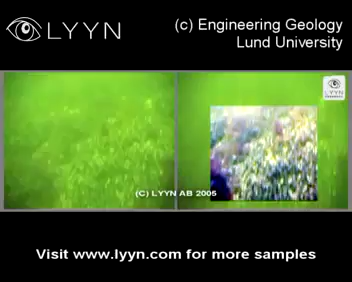 LYYN
(c) Engineering Geology
Lund University
LYYN
(C) LYYN AB 2005
Visit www.lyyn.com for more samples